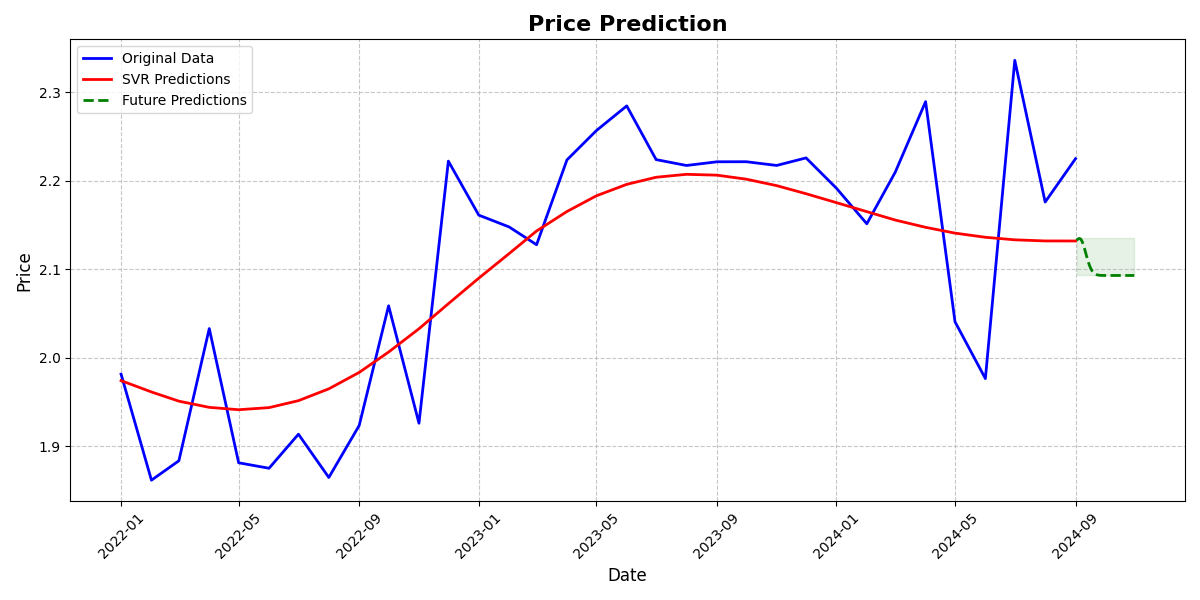 Price Prediction
Original Data
SVR Predictions
Future Predictions
Price
2.3
2.2
2.1
2.0
1.9
2022-01
2022-05
2022-09
2023-01
2023-05
2023-09
2024-01
2024-05
2024-09
Date